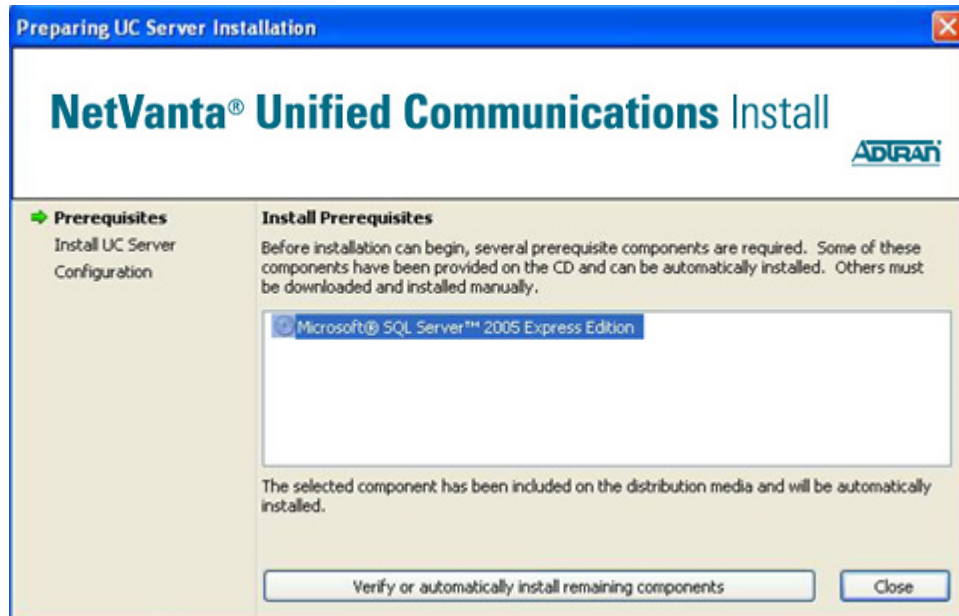 Preparing UC Server Installation
NetVanta® Unified Communications Install
ADTRAN
Prerequisites
Install UC Server
Configuration
Install Prerequisites
Before installation can begin, several prerequisite components are required. Some of these
components have been provided on the CD and can be automatically installed. Others must
be downloaded and installed manually.
Microsoft® SQL Server™ 2005 Express Edition
The selected component has been included on the distribution media and will be automatically
installed.
Verify or automatically install remaining components
Close